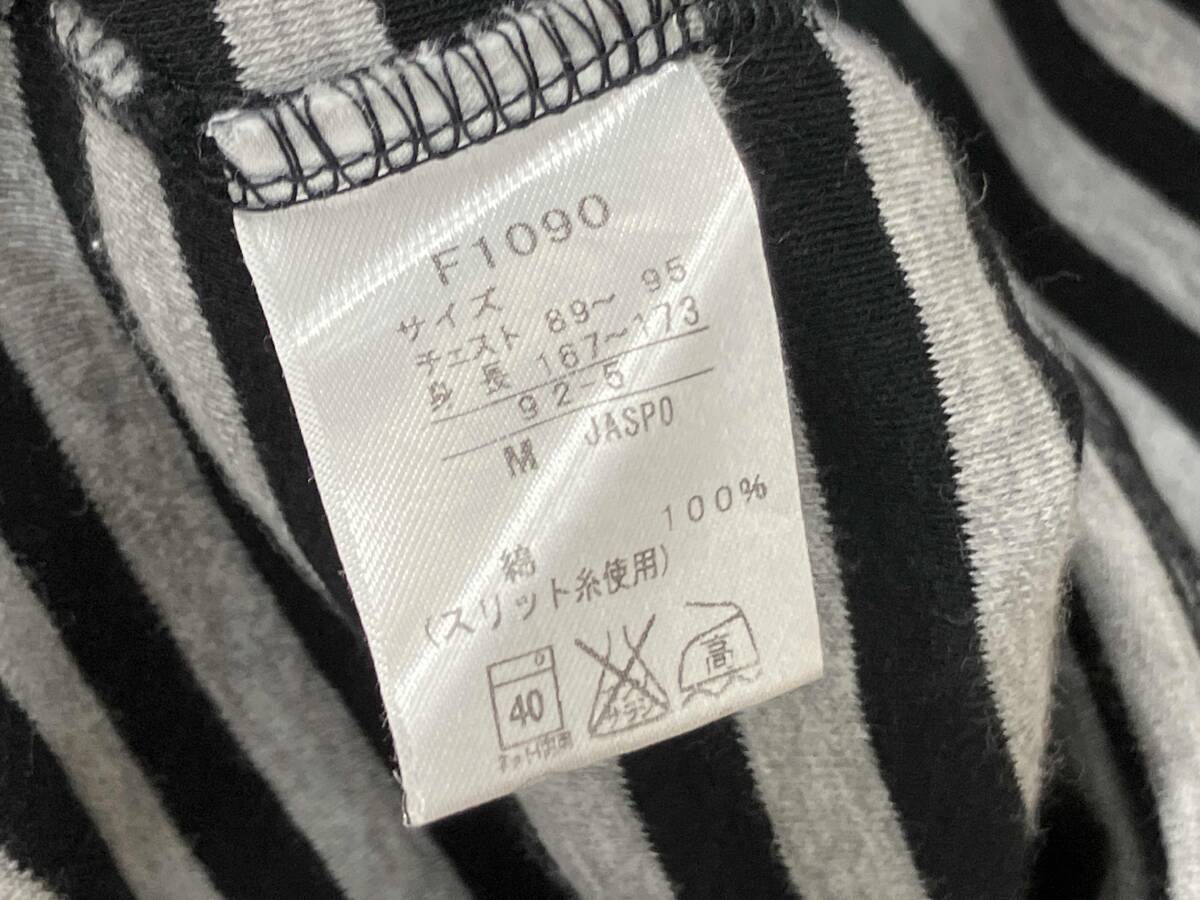 F1090
サイズ
チェスト 89~ 95
身 長 167~173
92-5
M JASPO
綿 100%
(スリット糸使用)
40
ネット使用
高